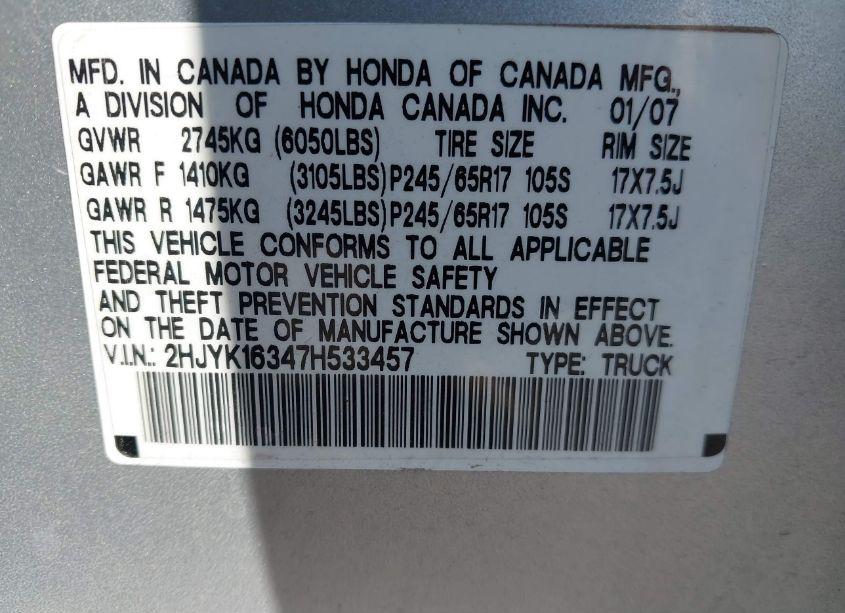 MFD. IN CANADA BY HONDA OF CANADA MFG.,
A DIVISION OF HONDA CANADA INC. 01/07
GVWR 2745KG (6050LBS) TIRE SIZE RIM SIZE
GAWR F 1410KG (3105LBS) P245/65R17 105S 17X7.5J
GAWR R 1475KG (3245LBS) P245/65R17 105S 17X7.5J
THIS VEHICLE CONFORMS TO ALL APPLICABLE
FEDERAL MOTOR VEHICLE SAFETY
AND THEFT PREVENTION STANDARDS IN EFFECT
ON THE DATE OF MANUFACTURE SHOWN ABOVE.
V.I.N.: 2HJYK16347H533457 TYPE: TRUCK